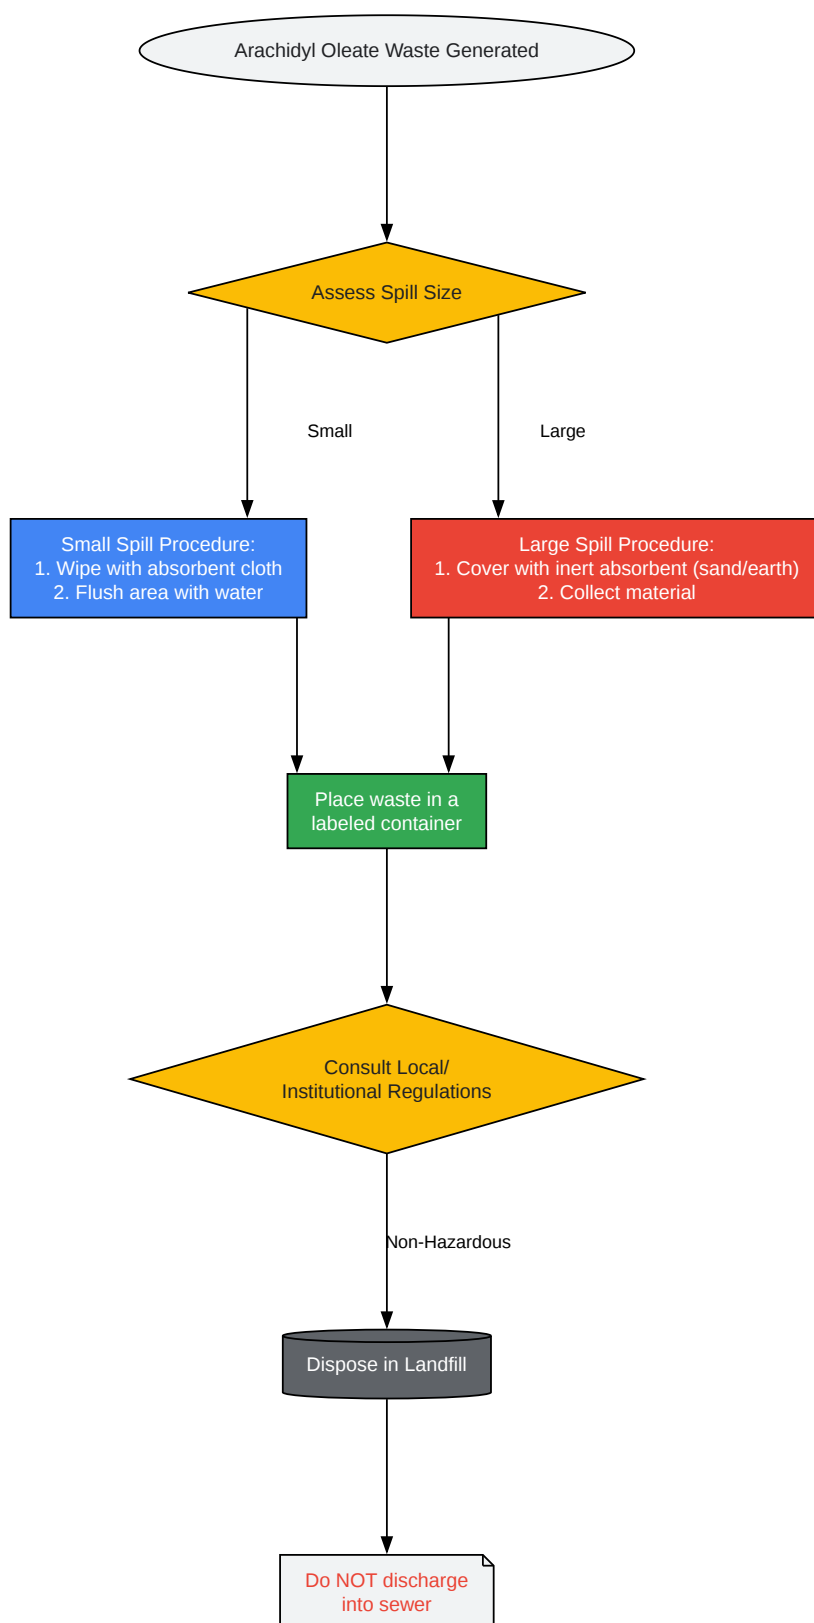 Arachidyl Oleate Waste Generated
Assess Spill Size
Small
Large
Small Spill Procedure:
1. Wipe with absorbent cloth
2. Flush area with water
Large Spill Procedure:
1. Cover with inert absorbent (sand/earth)
2. Collect material
Place waste in a
labeled container
Consult Local/
Institutional Regulations
Non-Hazardous
Dispose in Landfill
Do NOT discharge
into sewer